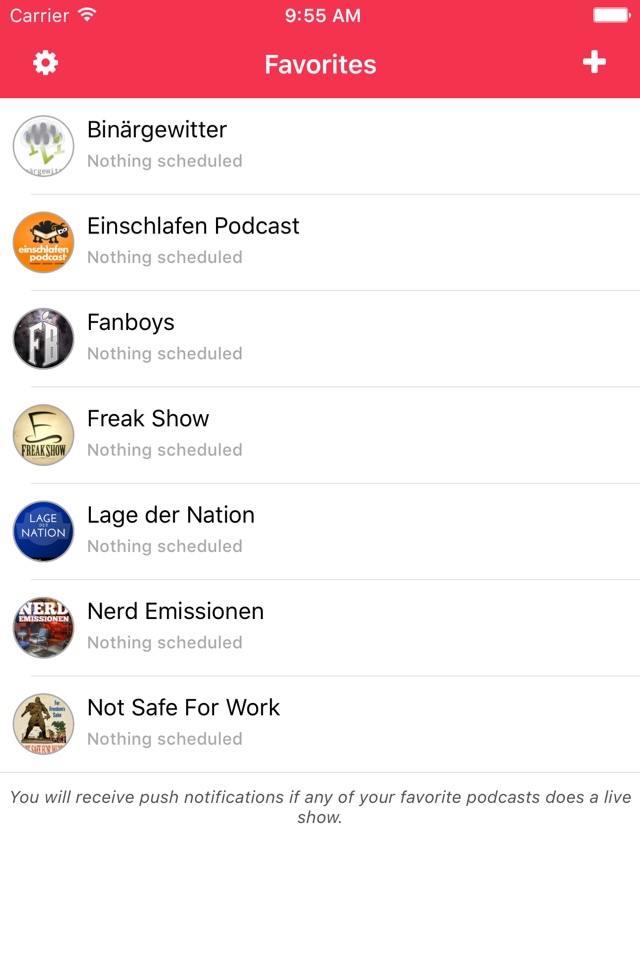 Carrier
9:55 AM
Favorites
Binärgewitter
Nothing scheduled
einschlafen
podcast
Einschlafen Podcast
Nothing scheduled
FB
Fanboys
Nothing scheduled
FREAK SHOW
Freak Show
Nothing scheduled
LAGE
DER
NATION
Lage der Nation
Nothing scheduled
NERD
EMISSIONEN
Nerd Emissionen
Nothing scheduled
Not Safe For Work
Nothing scheduled
You will receive push notifications if any of your favorite podcasts does a live
show.